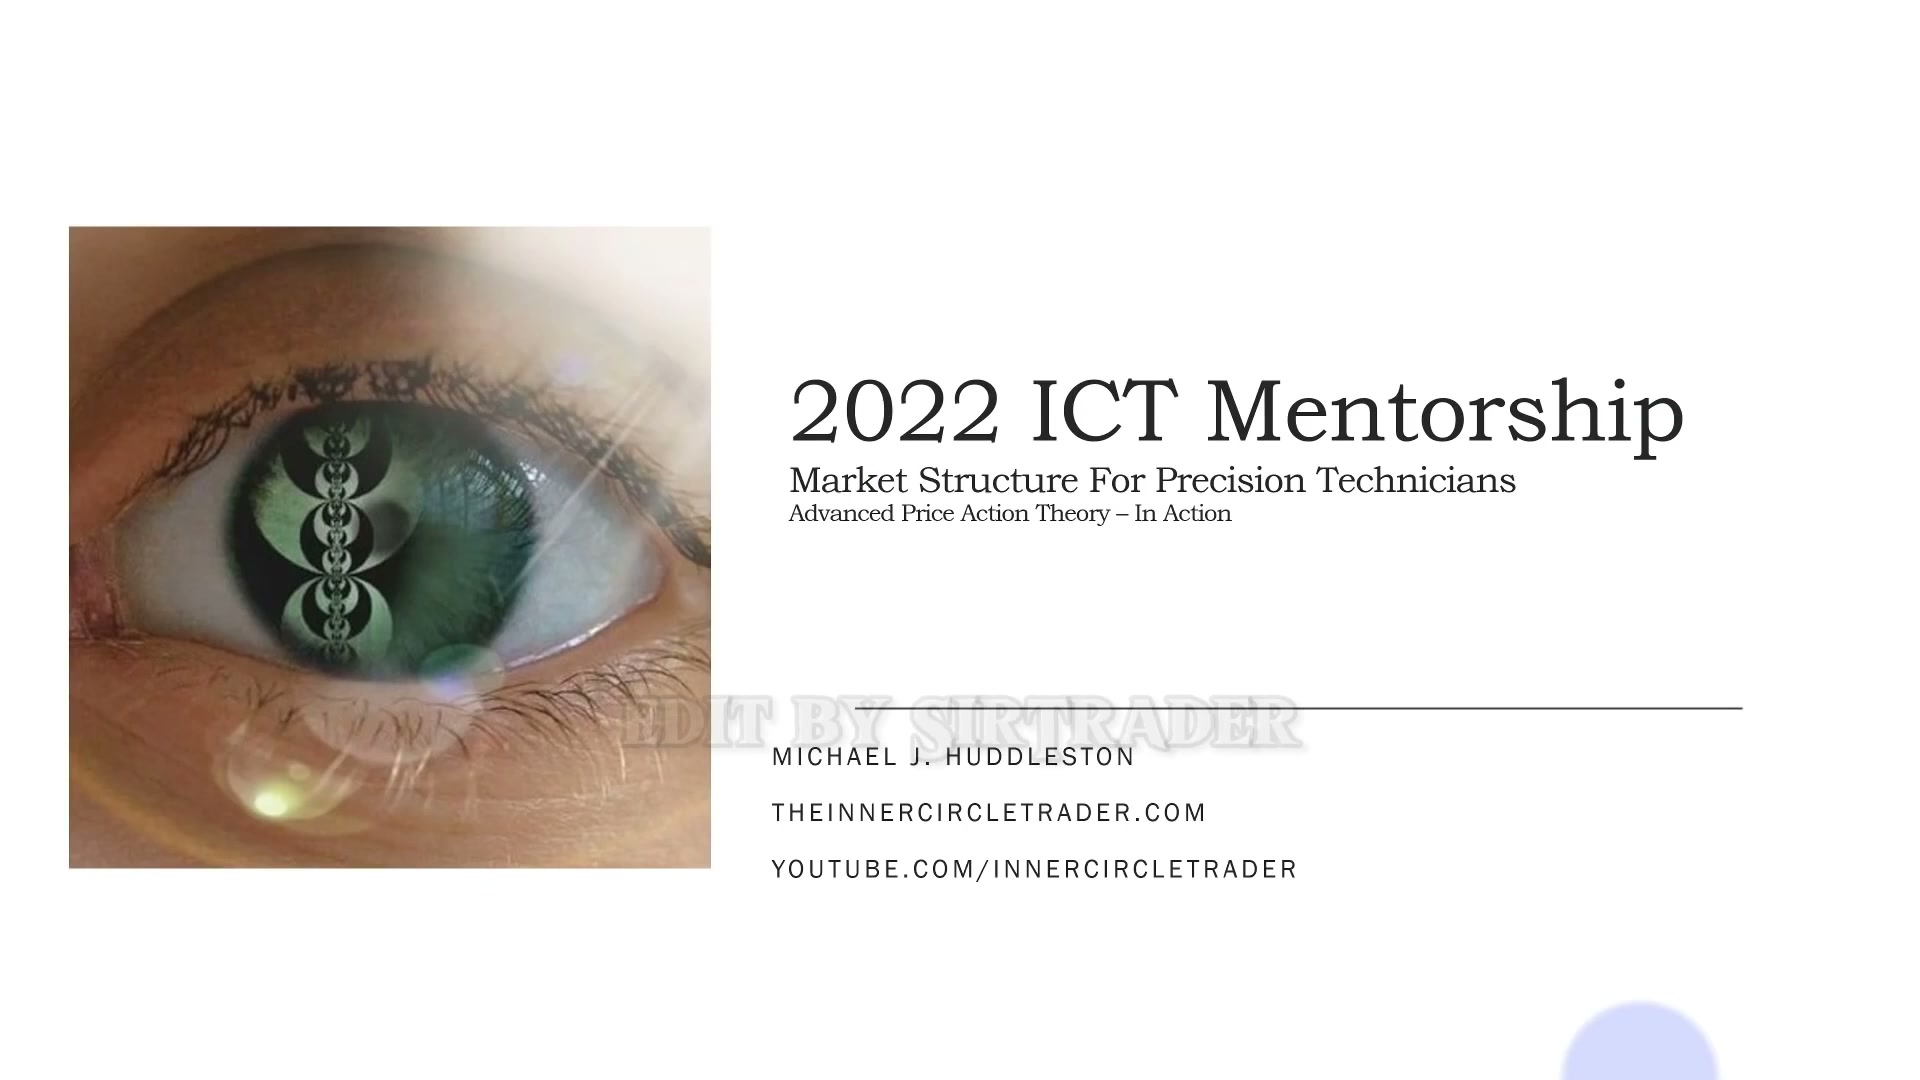 2022 ICT Mentorship
Market Structure For Precision Technicians
Advanced Price Action Theory – In Action
EDIT BY SIRTRADER
MICHAEL J. HUDDLESTON
THEINNERCIRCLETRADER.COM
YOUTUBE.COM/INNERCIRCLETRADER